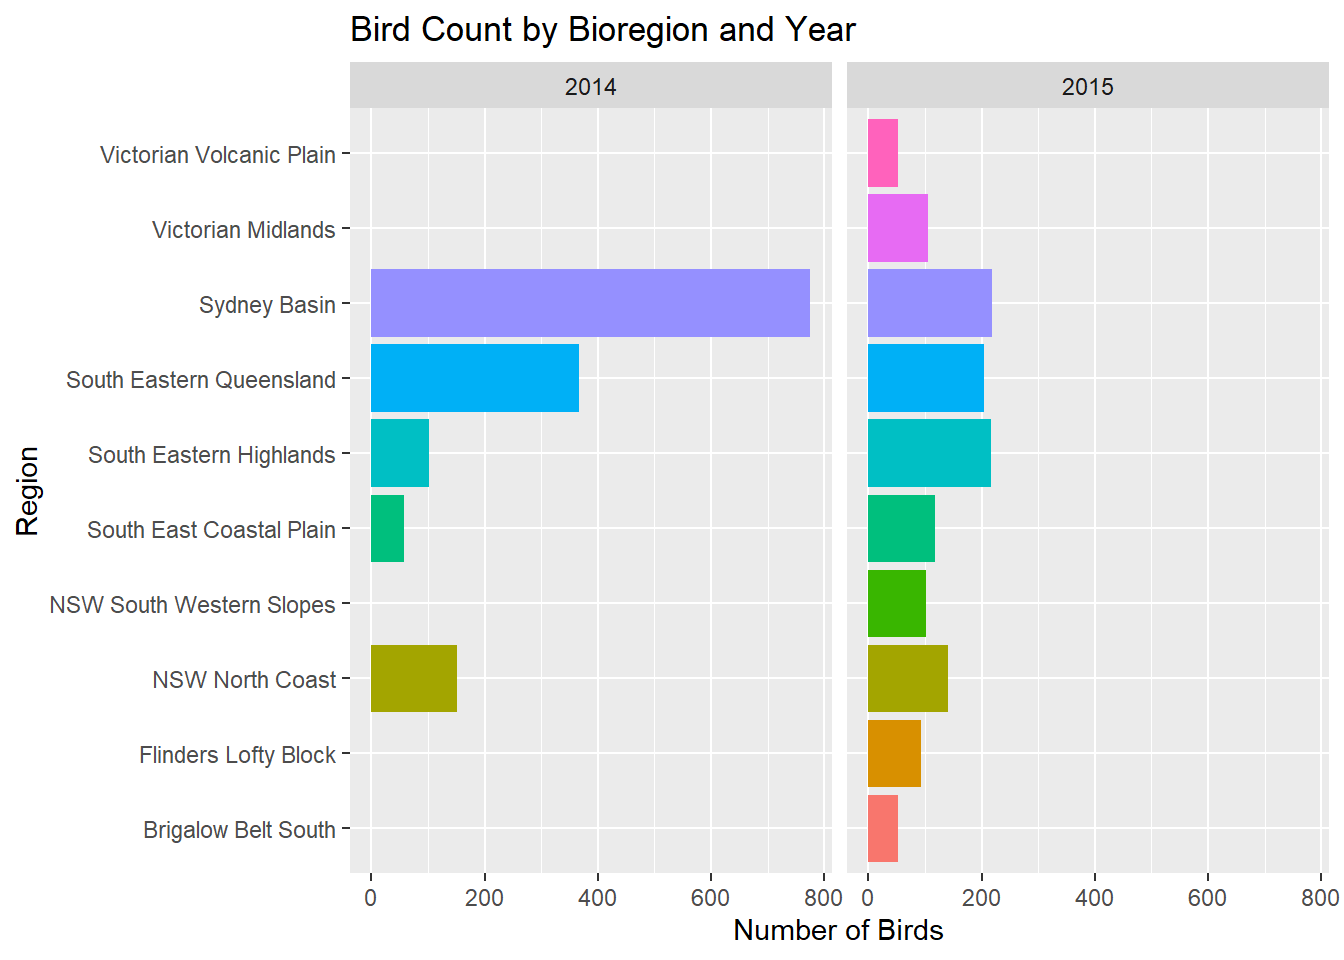 Bird Count by Bioregion and Year
2014
2015
Victorian Volcanic Plain
Victorian Midlands
Sydney Basin
South Eastern Queensland
South Eastern Highlands
South East Coastal Plain
NSW South Western Slopes
NSW North Coast
Flinders Lofty Block
Brigalow Belt South
Region
0 200 400 600 800
0 200 400 600 800
Number of Birds